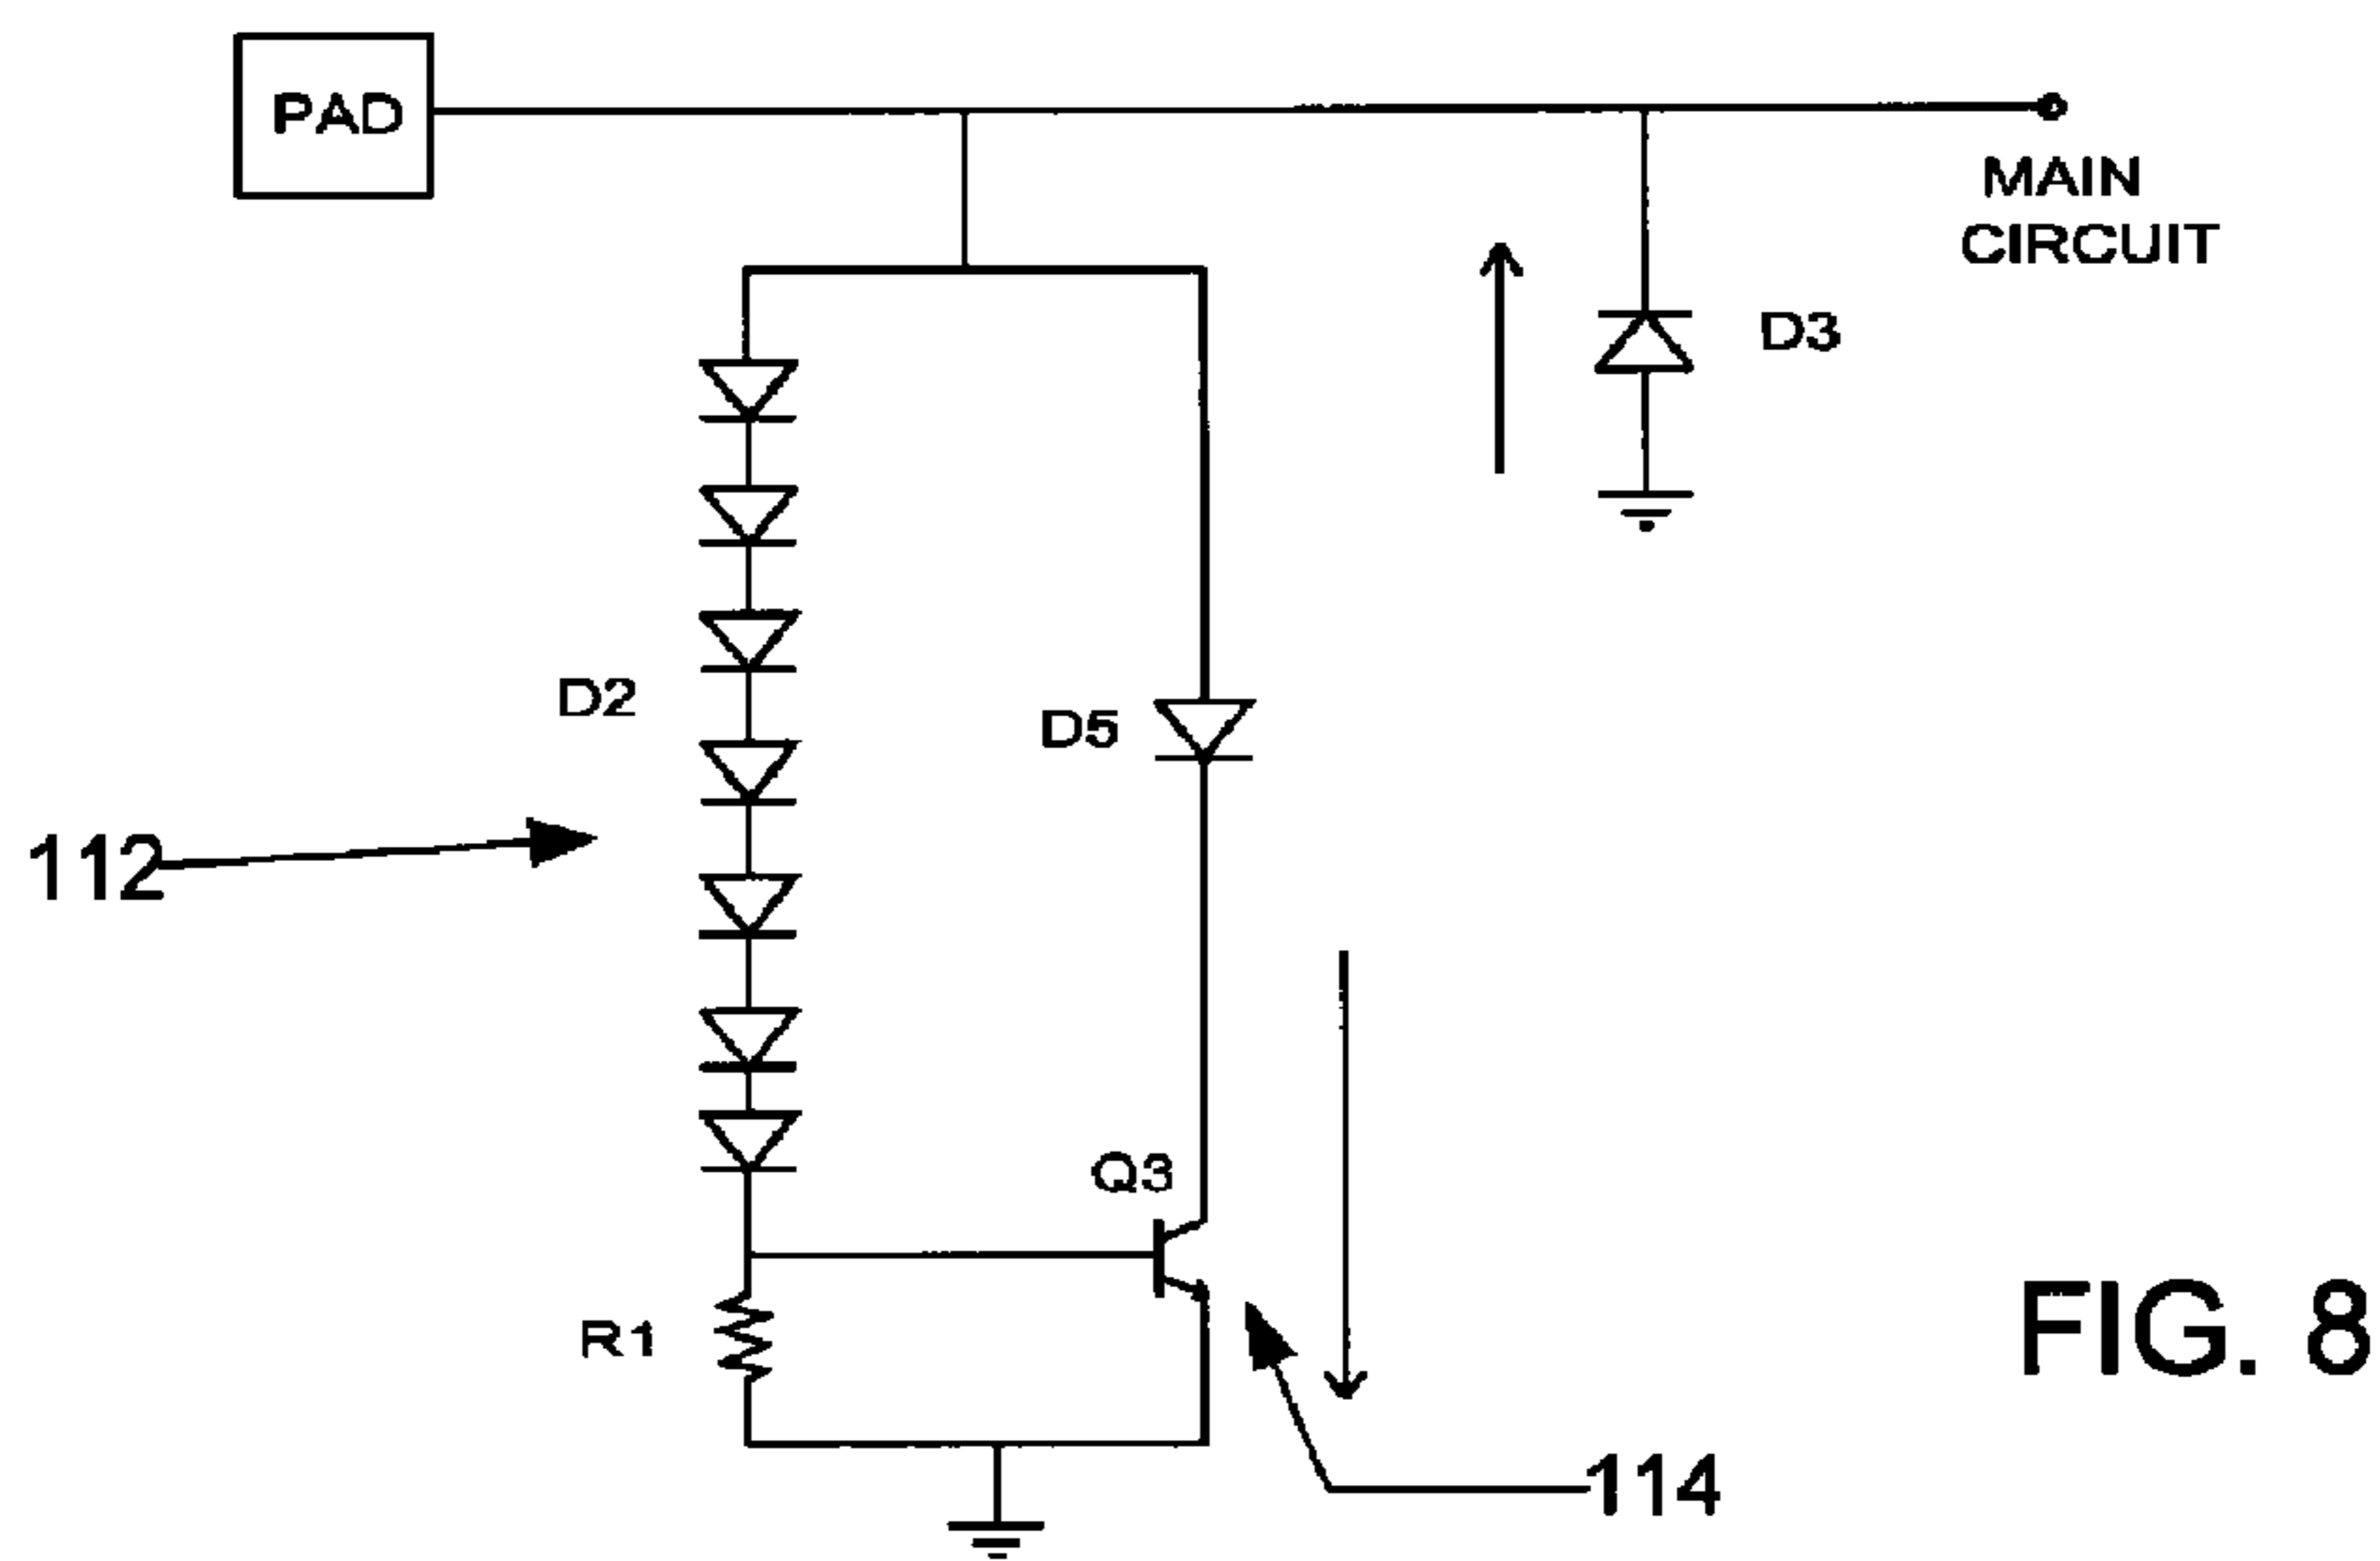 PAD
MAIN
CIRCUIT
D3
D2
D5
112
Q3
R1
114
FIG. 8